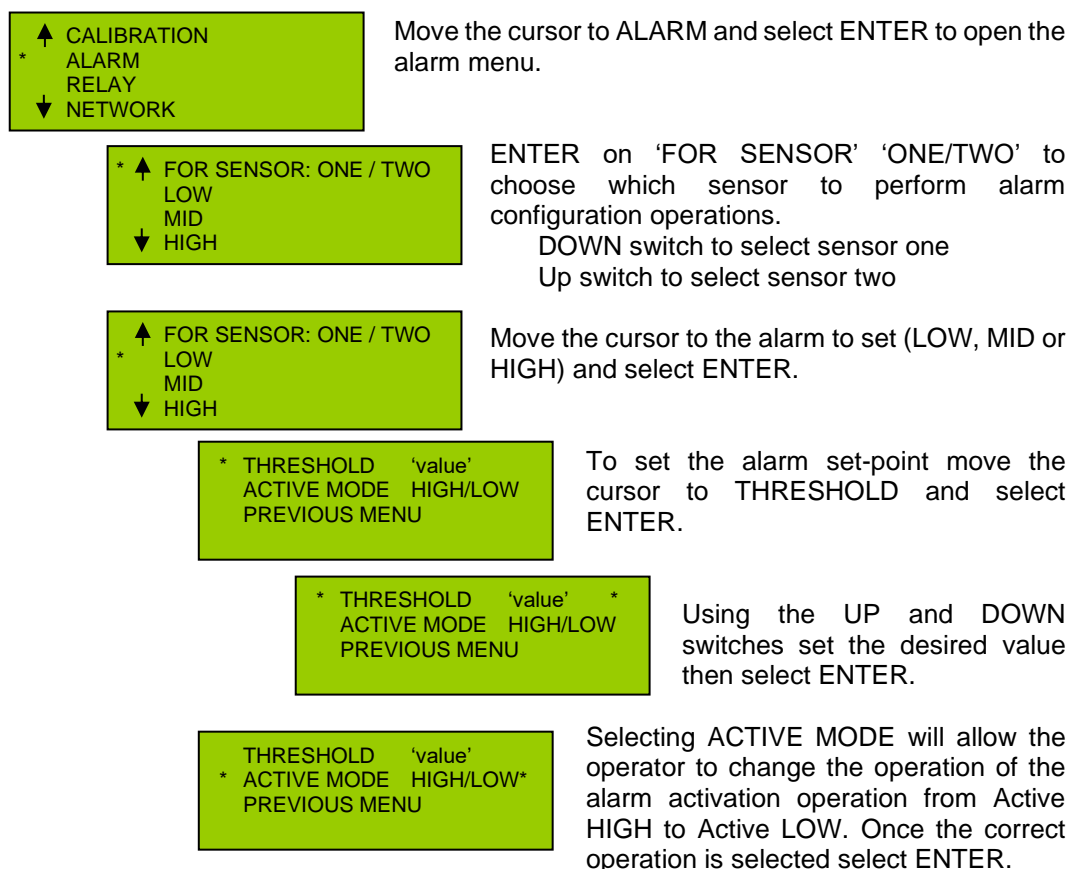 CALIBRATION
* ALARM
RELAY
NETWORK
Move the cursor to ALARM and select ENTER to open the
alarm menu.
* FOR SENSOR: ONE / TWO
LOW
MID
HIGH
ENTER on ‘FOR SENSOR’ ‘ONE/TWO’ to
choose which sensor to perform alarm
configuration operations.
DOWN switch to select sensor one
Up switch to select sensor two
FOR SENSOR: ONE / TWO
* LOW
MID
HIGH
Move the cursor to the alarm to set (LOW, MID or
HIGH) and select ENTER.
* THRESHOLD ‘value’
ACTIVE MODE HIGH/LOW
PREVIOUS MENU
To set the alarm set-point move the
cursor to THRESHOLD and select
ENTER.
* THRESHOLD ‘value’ *
ACTIVE MODE HIGH/LOW
PREVIOUS MENU
Using the UP and DOWN
switches set the desired value
then select ENTER.
THRESHOLD ‘value’
* ACTIVE MODE HIGH/LOW*
PREVIOUS MENU
Selecting ACTIVE MODE will allow the
operator to change the operation of the
alarm activation operation from Active
HIGH to Active LOW. Once the correct
operation is selected select ENTER.